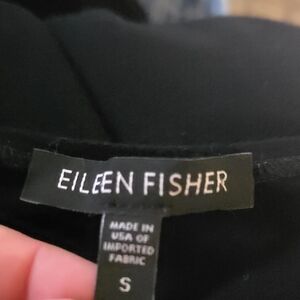 EILEEN FISHER
MADE IN
USA OF
IMPORTED
FABRIC
S